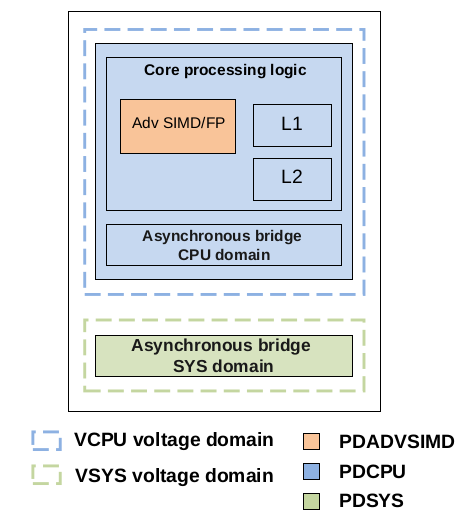 Core processing logic
Adv SIMD/FP
L1
L2
Asynchronous bridge
CPU domain
Asynchronous bridge
SYS domain
VCPU voltage domain
VSYS voltage domain
PDADVSIMD
PDCPU
PDSYS